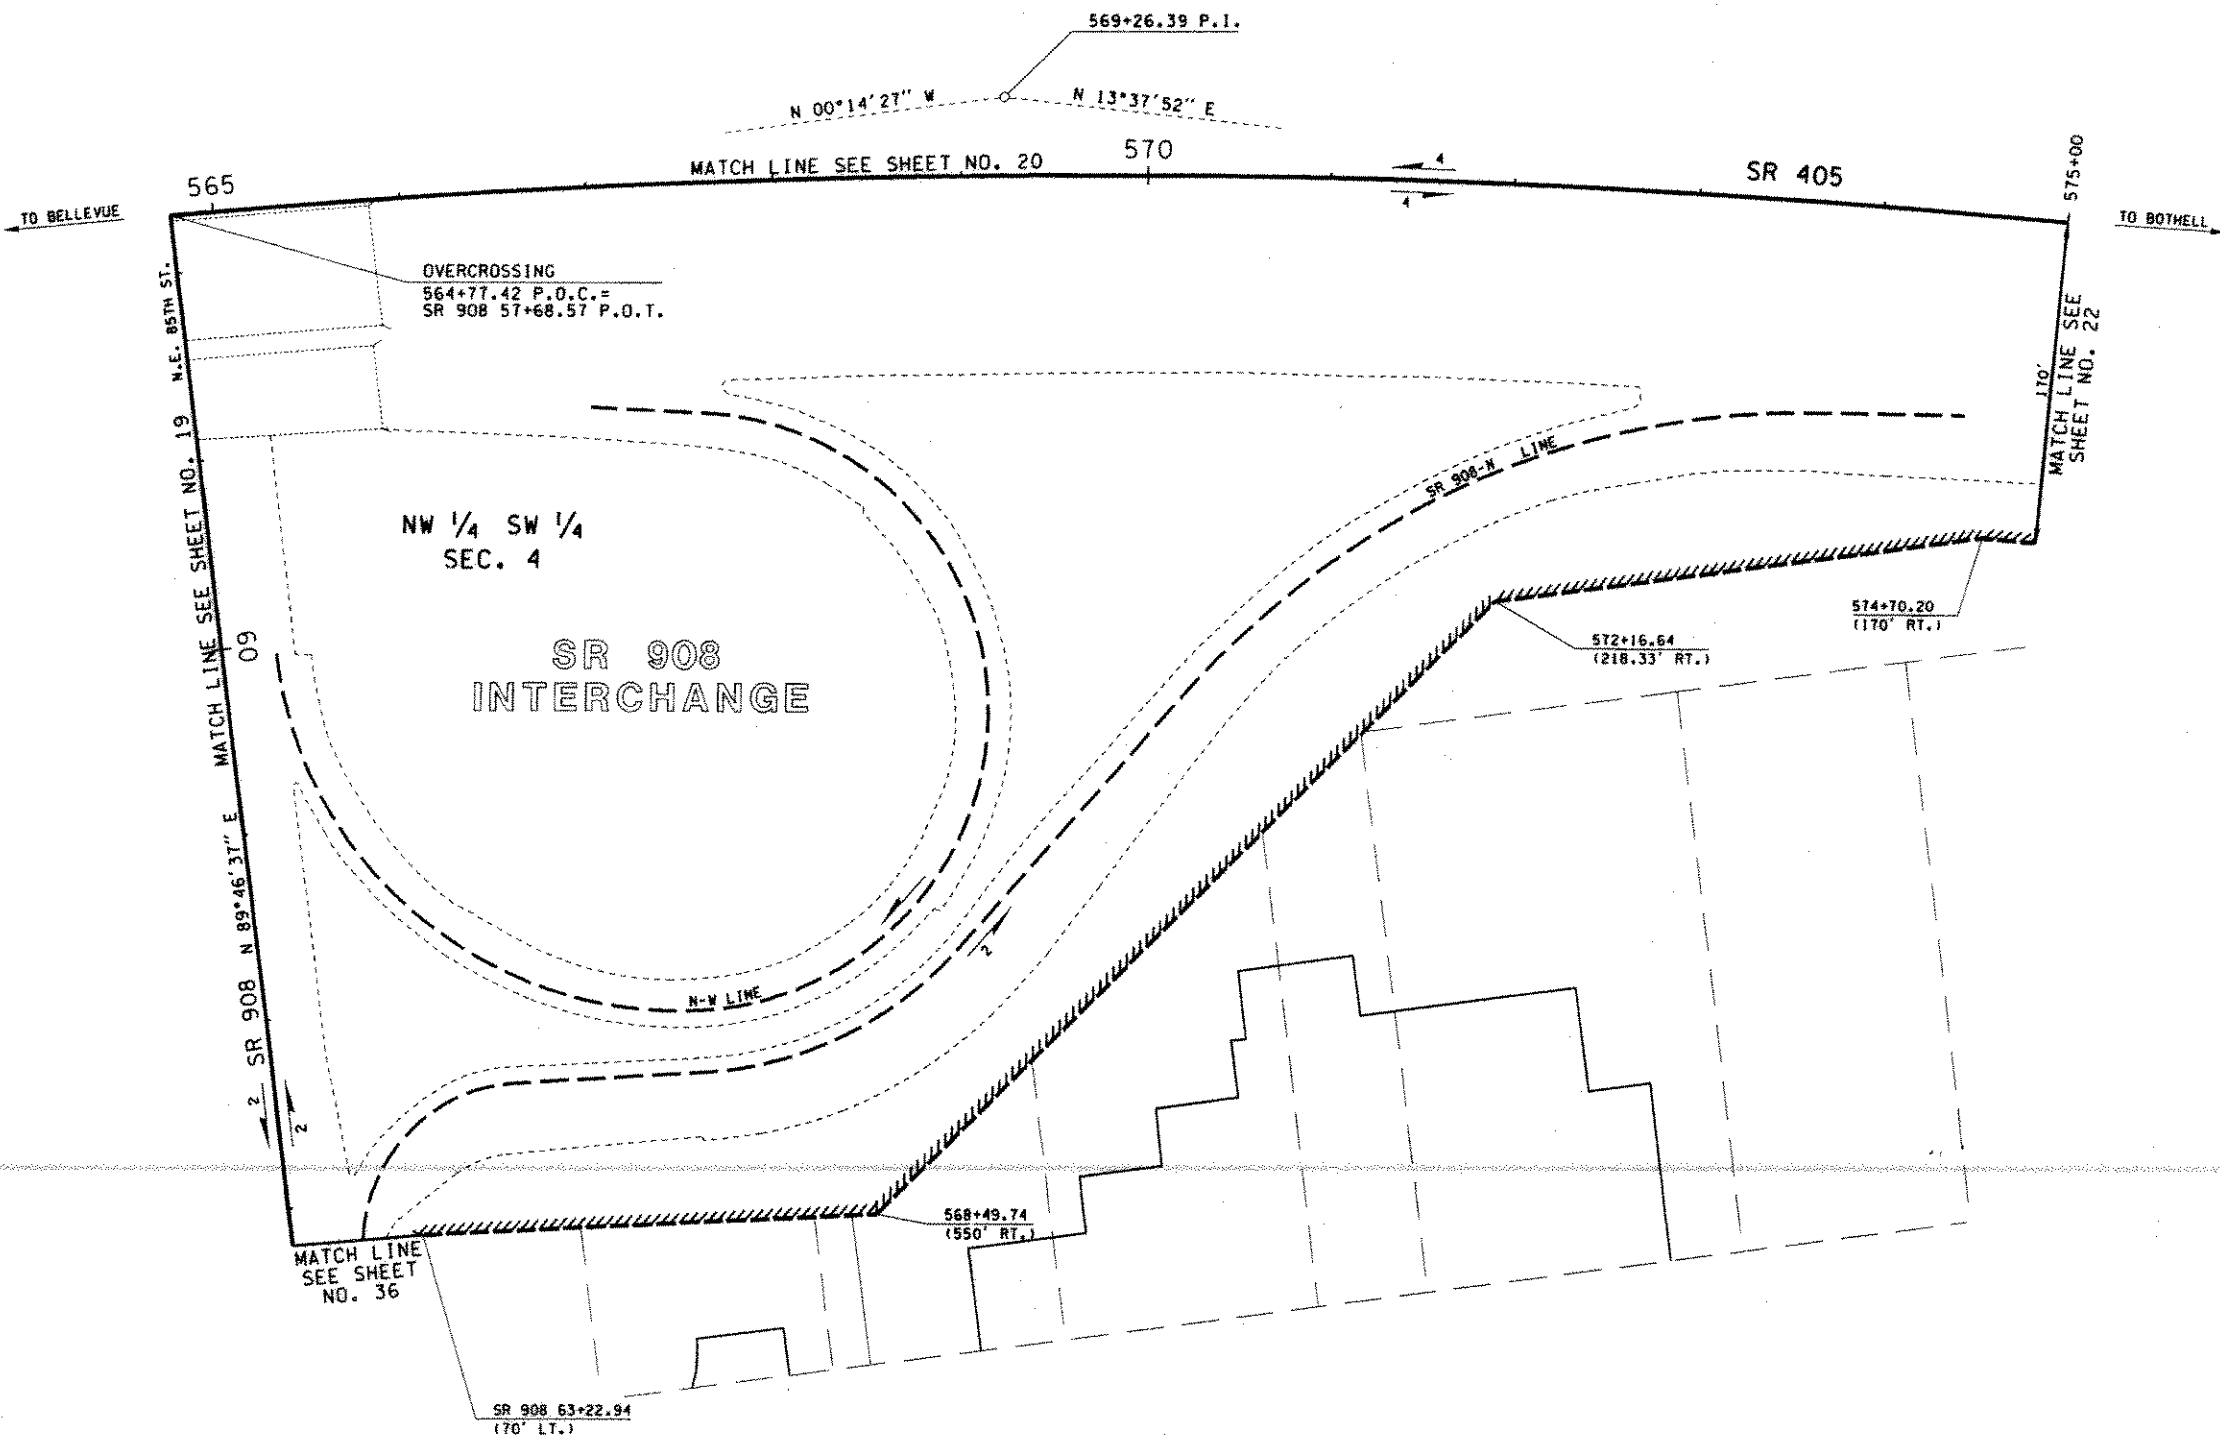 569+26.39 P.I.
N 00°14'27" W
N 13°37'52" E
MATCH LINE SEE SHEET NO. 20
565
570
4
4
SR 405
575+00
TO BELLEVUE
TO BOTHELL
N.E. 85TH ST.
OVERCROSSING
564+77.42 P.O.C.=
SR 908 57+68.57 P.O.T.
MATCH LINE SEE
SHEET NO. 22
170'
MATCH LINE SEE SHEET NO. 19
SR 908-N LINE
NW 1/4 SW 1/4
SEC. 4
574+70.20
(170' RT.)
572+16.64
(218.33' RT.)
60
SR 908
INTERCHANGE
SR 908 N 89°46'37" E
N-W LINE
2
2
2
568+49.74
(550' RT.)
MATCH LINE
SEE SHEET
NO. 36
SR 908 63+22.94
(70' LT.)